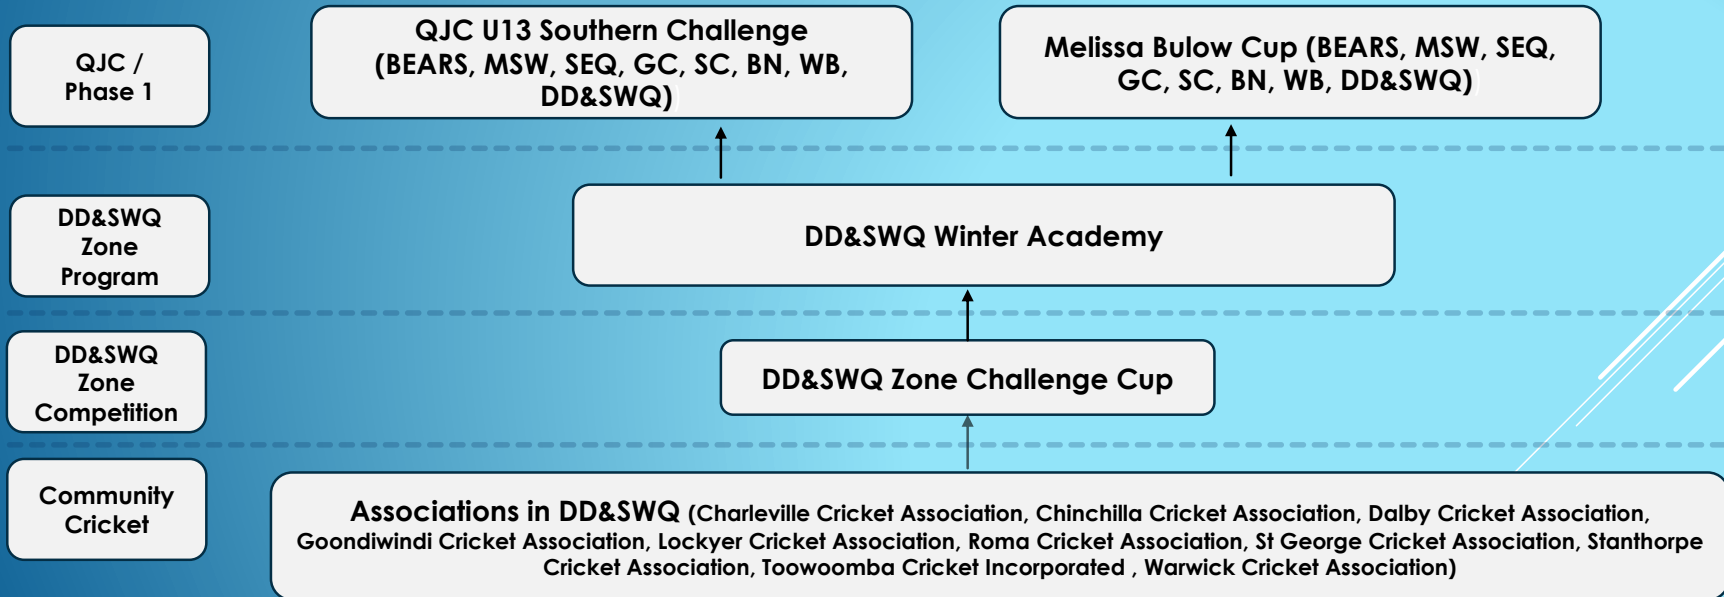 QJC /
Phase 1
QJC U13 Southern Challenge
(BEARS, MSW, SEQ, GC, SC, BN, WB,
DD&SWQ))
Melissa Bulow Cup (BEARS, MSW, SEQ,
GC, SC, BN, WB, DD&SWQ))
DD&SWQ
Zone
Program
DD&SWQ Winter Academy
DD&SWQ
Zone
Competition
DD&SWQ Zone Challenge Cup
Community
Cricket
Associations in DD&SWQ (Charleville Cricket Association, Chinchilla Cricket Association, Dalby Cricket Association,
Goondiwindi Cricket Association, Lockyer Cricket Association, Roma Cricket Association, St George Cricket Association, Stanthorpe
Cricket Association, Toowoomba Cricket Incorporated , Warwick Cricket Association)